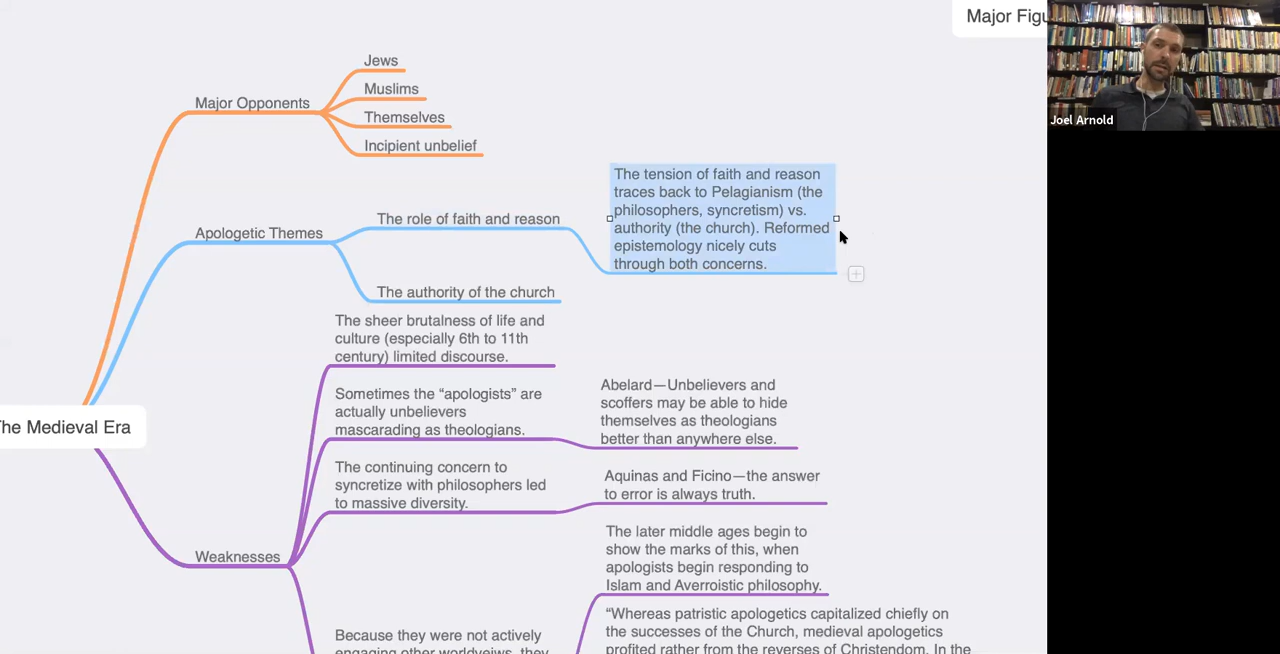 Major Figu
Joel Arnold
Jews
Muslims
Themselves
Incipient unbelief
Major Opponents
The tension of faith and reason
traces back to Pelagianism (the
philosophers, syncretism) vs.
authority (the church). Reformed
epistemology nicely cuts
through both concerns.
The role of faith and reason
Apologetic Themes
The authority of the church
The sheer brutalness of life and
culture (especially 6th to 11th
century) limited discourse.
Sometimes the “apologists” are
actually unbelievers
mascarading as theologians.
Abelard—Unbelievers and
scoffers may be able to hide
themselves as theologians
better than anywhere else.
The Medieval Era
The continuing concern to
syncretize with philosophers led
to massive diversity.
Aquinas and Ficino—the answer
to error is always truth.
Weaknesses
The later middle ages begin to
show the marks of this, when
apologists begin responding to
Islam and Averroistic philosophy.
“Whereas patristic apologetics capitalized chiefly on
the successes of the Church, medieval apologetics
profited rather from the reverses of Christendom. In the
Because they were not actively
engaging other worldveiws, they